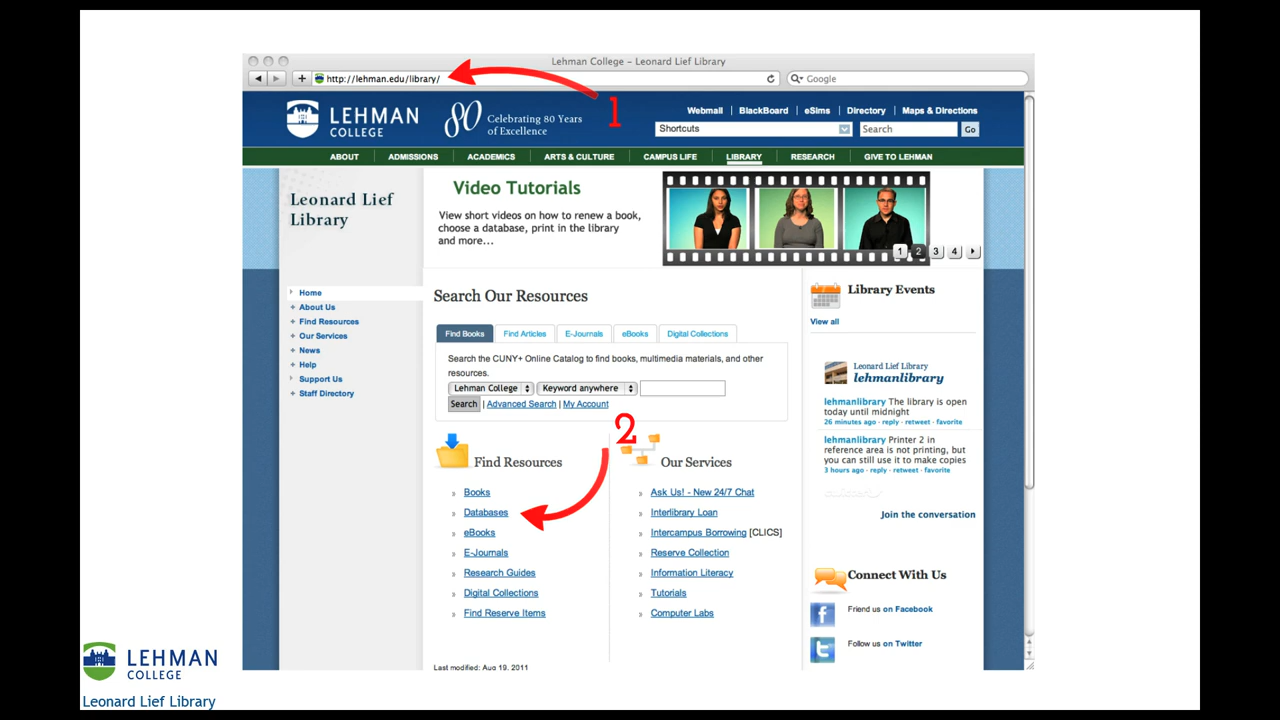 Lehman College – Leonard Lief Library
http://lehman.edu/library/
Google
1
LEHMAN
COLLEGE
80
Celebrating 80 Years
of Excellence
Webmail | BlackBoard | eSims | Directory | Maps & Directions
Shortcuts
Search
Go
ABOUT ADMISSIONS ACADEMICS ARTS & CULTURE CAMPUS LIFE LIBRARY RESEARCH GIVE TO LEHMAN
Leonard Lief
Library
Video Tutorials
View short videos on how to renew a book,
choose a database, print in the library
and more...
1 2 3 4
Home
About Us
Find Resources
Our Services
News
Help
Support Us
Staff Directory
Search Our Resources
Find Books Find Articles E-Journals eBooks Digital Collections
Search the CUNY+ Online Catalog to find books, multimedia materials, and other
resources.
Lehman College Keyword anywhere
Search | Advanced Search | My Account
2
Find Resources
» Books
» Databases
» eBooks
» E-Journals
» Research Guides
» Digital Collections
» Find Reserve Items
Our Services
» Ask Us! - New 24/7 Chat
» Interlibrary Loan
» Intercampus Borrowing [CLICS]
» Reserve Collection
» Information Literacy
» Tutorials
» Computer Labs
Last modified: Aug 19, 2011
Library Events
View all
Leonard Lief Library
lehmanlibrary
lehmanlibrary The library is open
today until midnight
26 minutes ago · reply · retweet · favorite
lehmanlibrary Printer 2 in
reference area is not printing, but
you can still use it to make copies
3 hours ago · reply · retweet · favorite
Join the conversation
Connect With Us
Friend us on Facebook
Follow us on Twitter
LEHMAN
COLLEGE
Leonard Lief Library